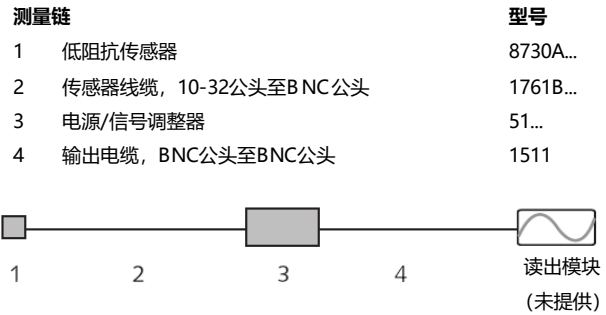 测量链 型号
1 低阻抗传感器 8730A...
2 传感器线缆，10-32公头至BNC公头 1761B...
3 电源/信号调整器 51...
4 输出电缆，BNC公头至BNC公头 1511
1 2 3 4 读出模块
(未提供)